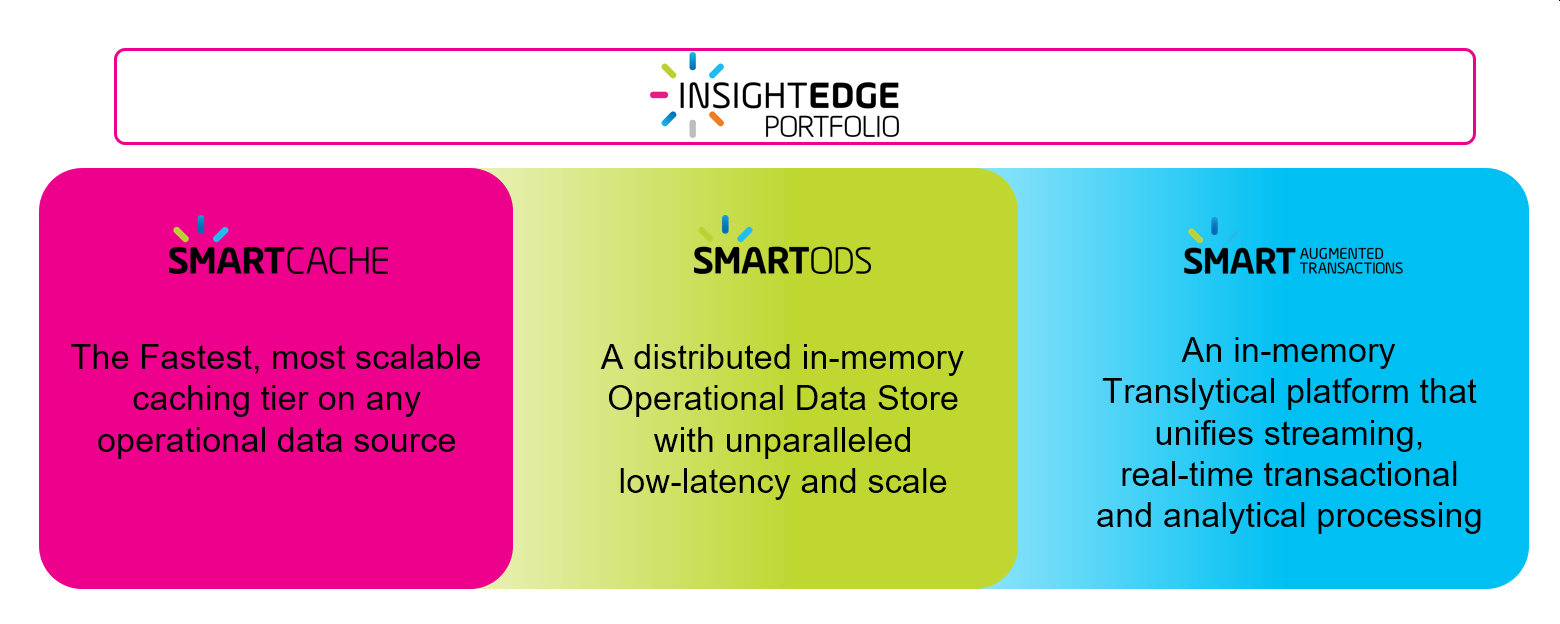 INSIGHTEDGE
PORTFOLIO
SMARTCACHE
The Fastest, most scalable
caching tier on any
operational data source
SMARTODS
A distributed in-memory
Operational Data Store
with unparalleled
low-latency and scale
SMART AUGMENTED
TRANSACTIONS
An in-memory
Translytical platform that
unifies streaming,
real-time transactional
and analytical processing